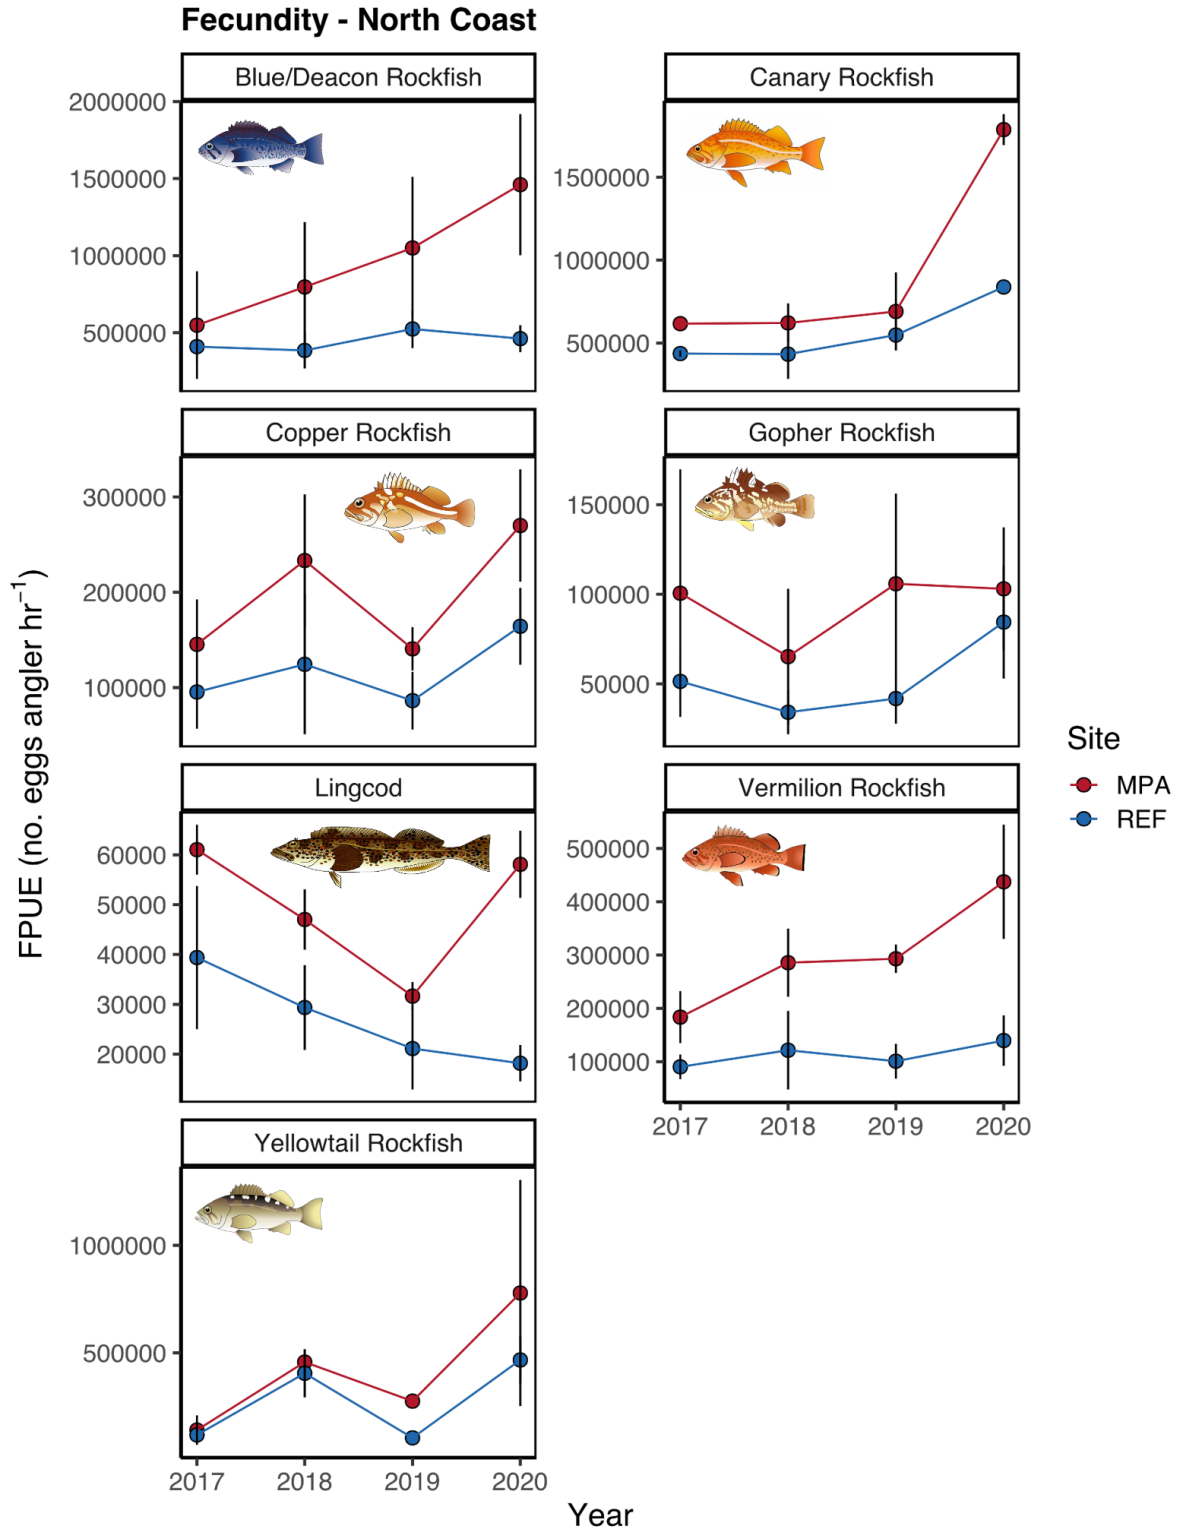 Fecundity - North Coast
Blue/Deacon Rockfish
2000000
1500000
1000000
500000
Canary Rockfish
1500000
1000000
500000
Copper Rockfish
300000
200000
100000
Gopher Rockfish
150000
100000
50000
Lingcod
60000
50000
40000
30000
20000
Vermilion Rockfish
500000
400000
300000
200000
100000
2017 2018 2019 2020
Yellowtail Rockfish
1000000
500000
2017 2018 2019 2020
Year
FPUE (no. eggs angler hr⁻¹)
Site
MPA
REF